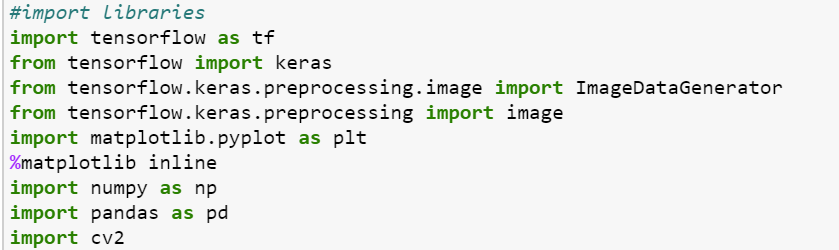 #import libraries
import tensorflow as tf
from tensorflow import keras
from tensorflow.keras.preprocessing.image import ImageDataGenerator
from tensorflow.keras.preprocessing import image
import matplotlib.pyplot as plt
%matplotlib inline
import numpy as np
import pandas as pd
import cv2